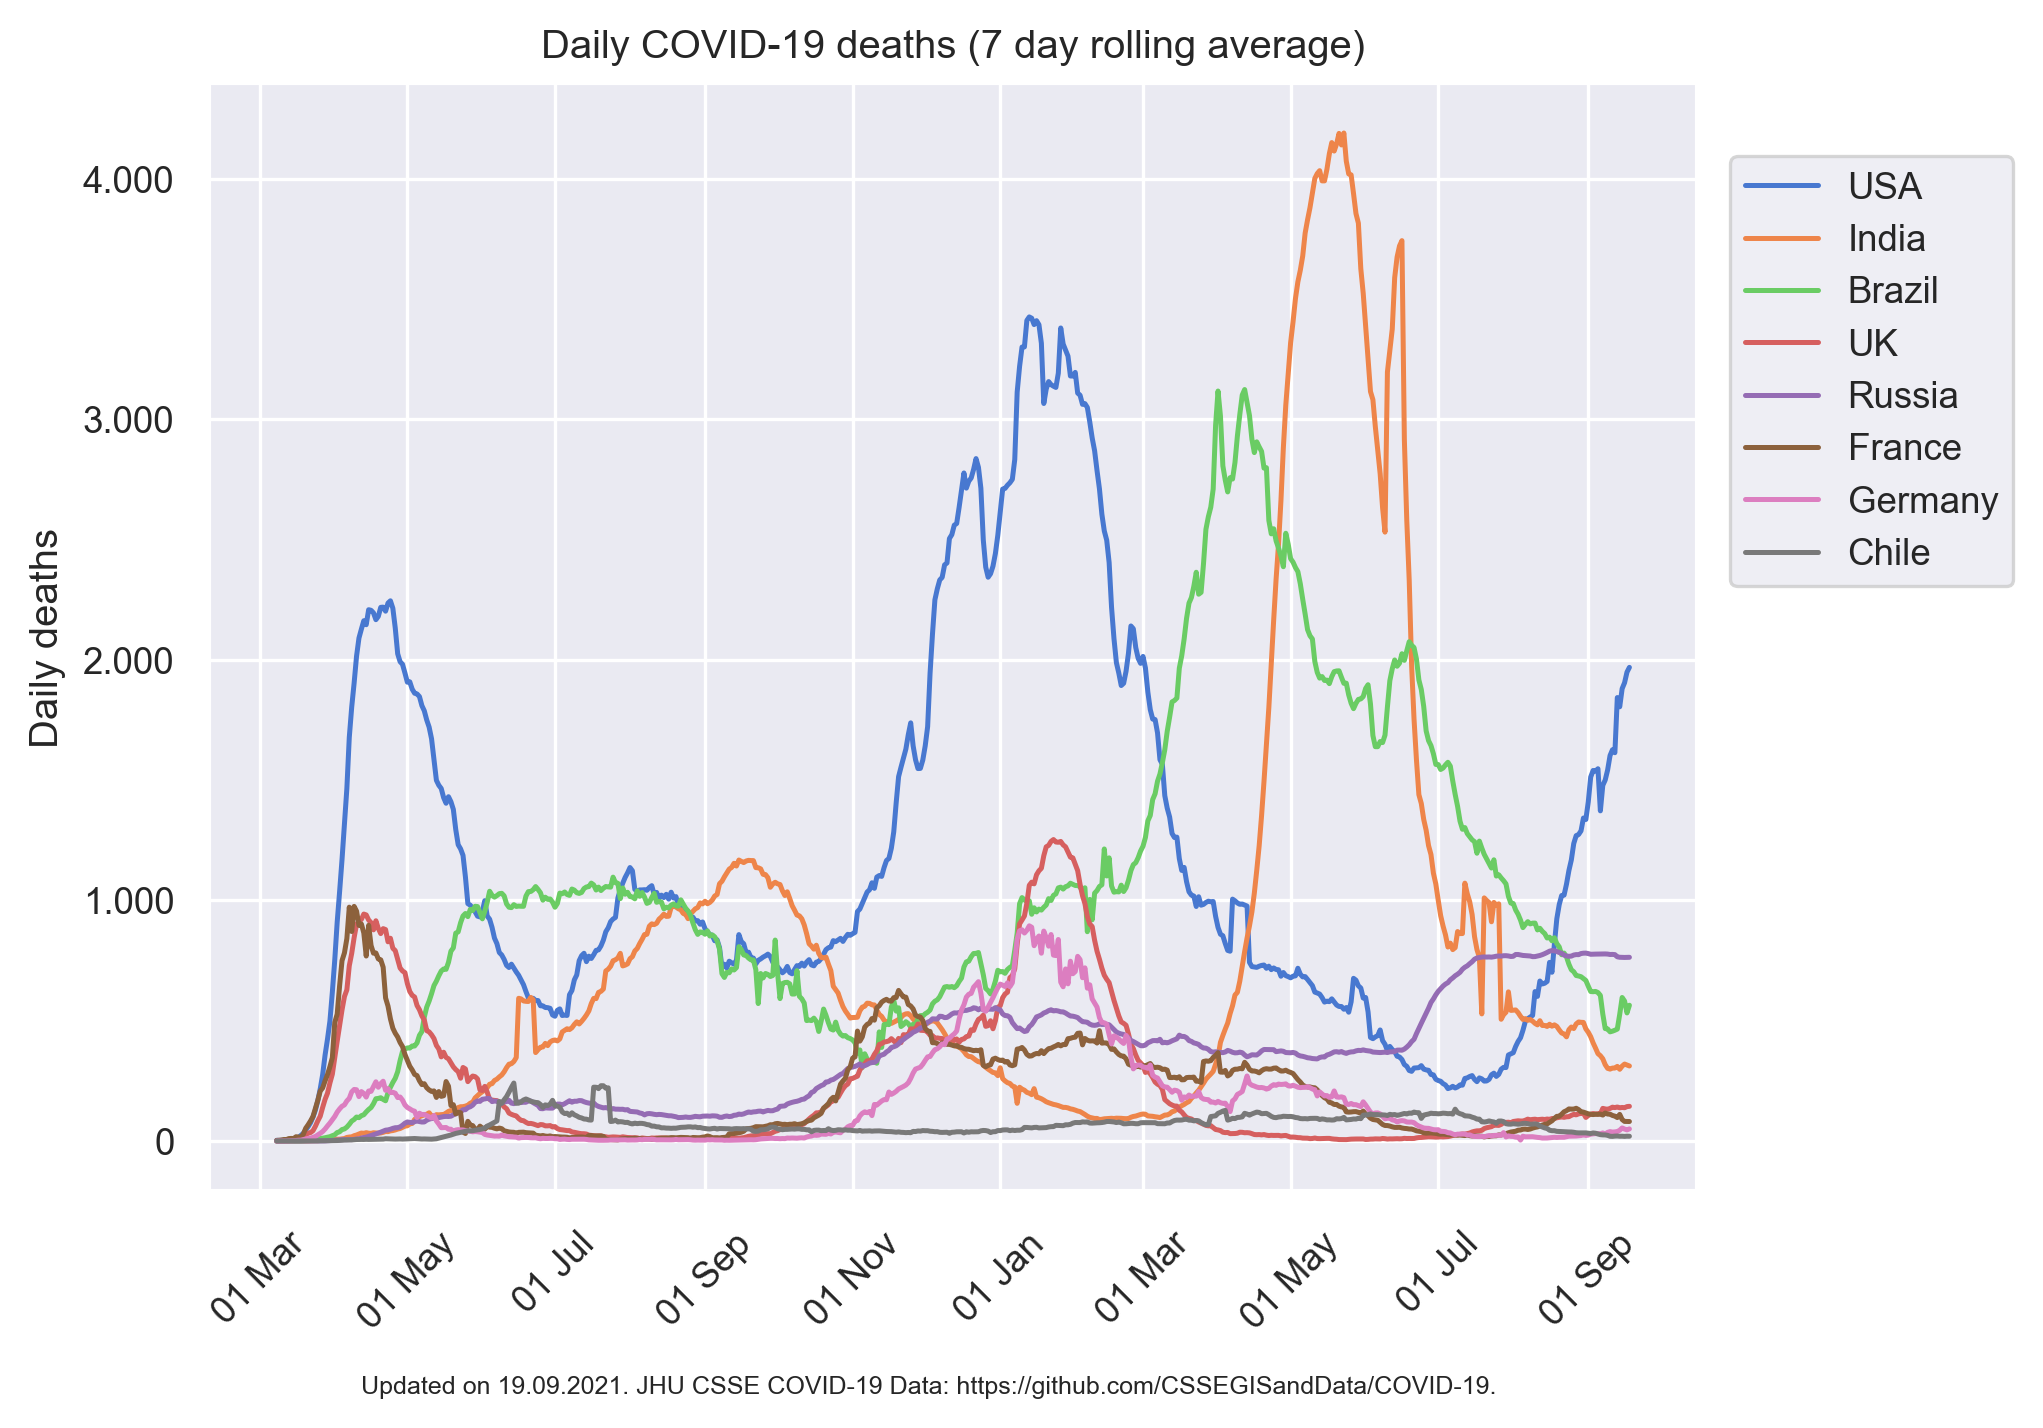 Daily COVID-19 deaths (7 day rolling average)
4.000
3.000
2.000
1.000
0
Daily deaths
USA
India
Brazil
UK
Russia
France
Germany
Chile
01 Mar
01 May
01 Jul
01 Sep
01 Nov
01 Jan
01 Mar
01 May
01 Jul
01 Sep
Updated on 19.09.2021. JHU CSSE COVID-19 Data: https://github.com/CSSEGISandData/COVID-19.